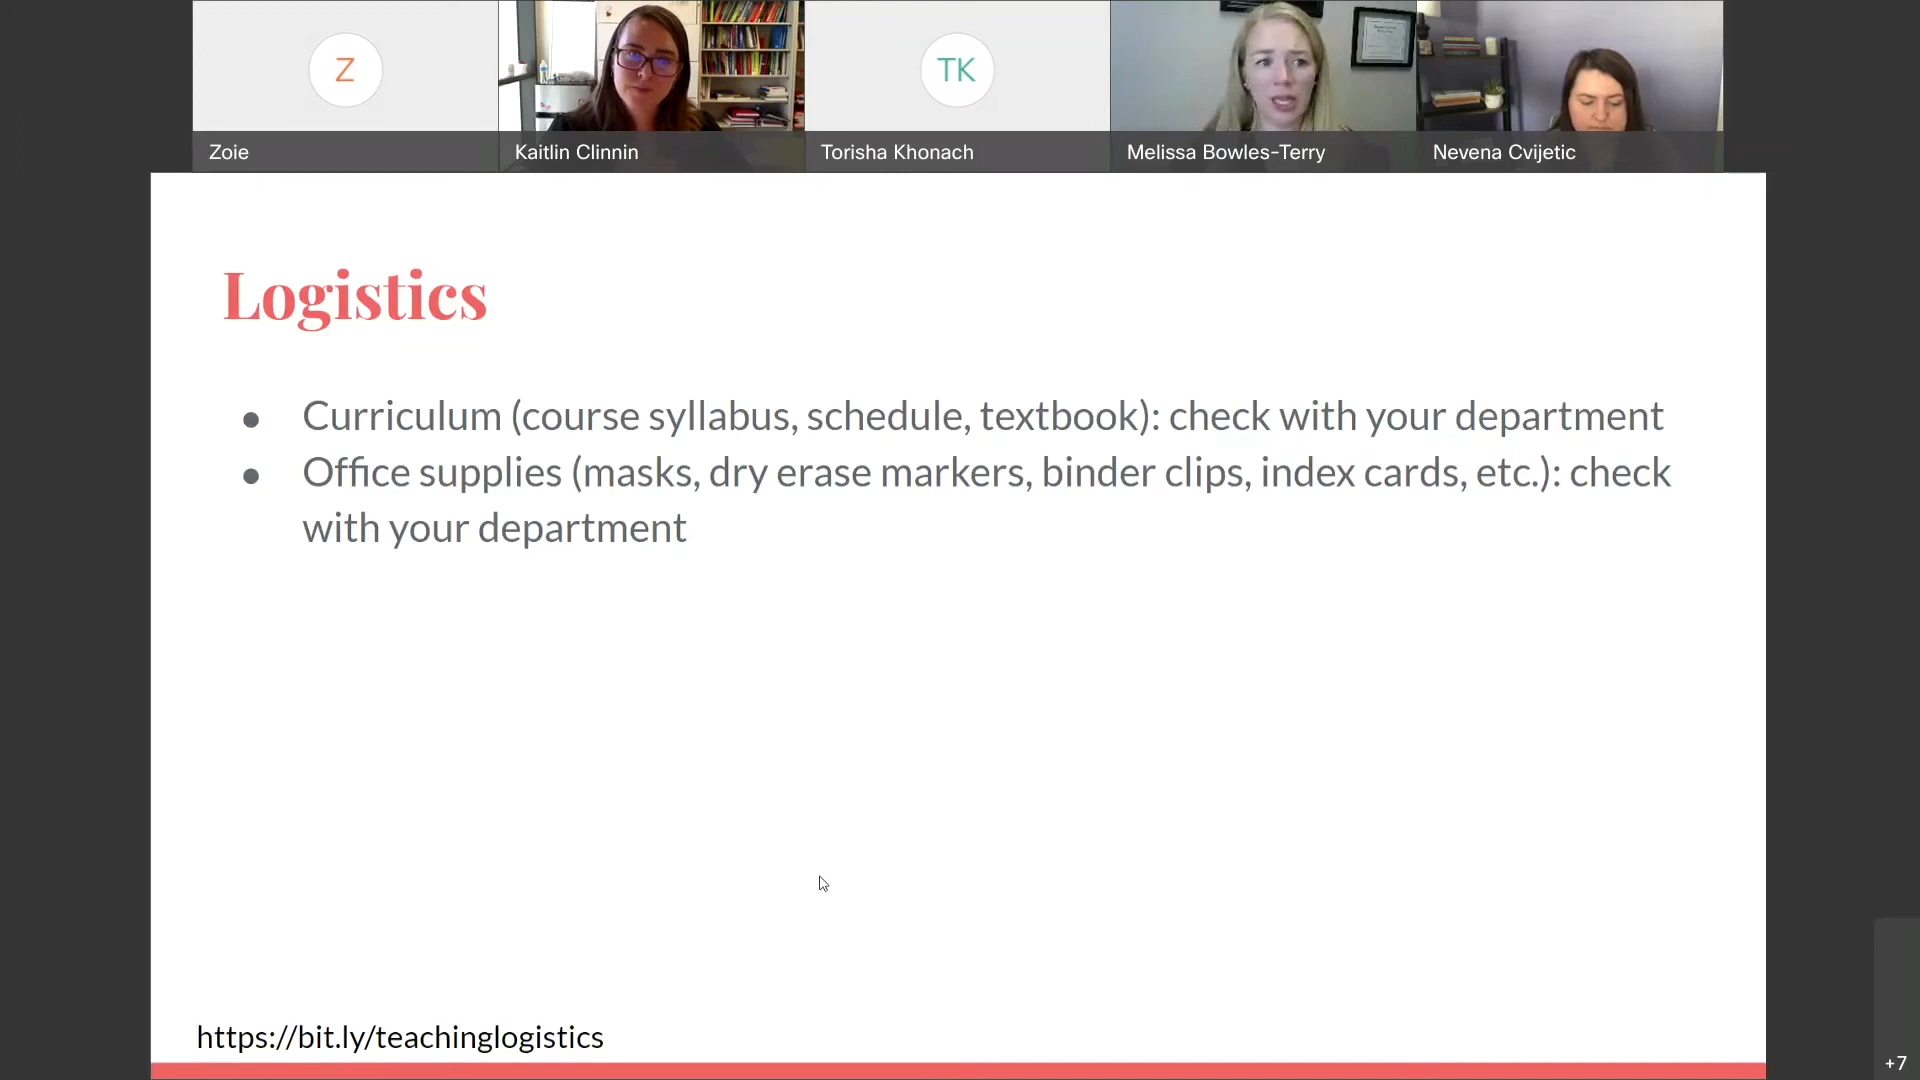 Z
TK
Zoie
Kaitlin Clinnin
Torisha Khonach
Melissa Bowles-Terry
Nevena Cvijetic
Logistics
● Curriculum (course syllabus, schedule, textbook): check with your department
● Office supplies (masks, dry erase markers, binder clips, index cards, etc.): check
with your department
https://bit.ly/teachinglogistics
+7